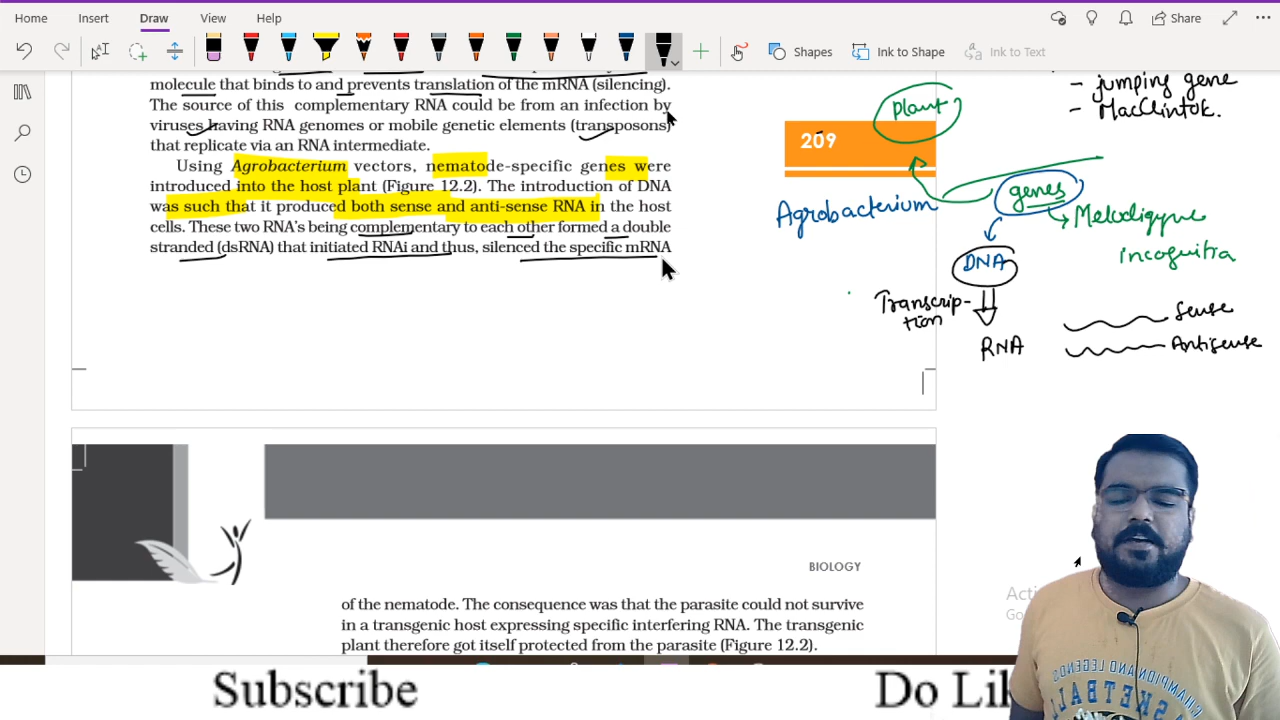 Home Insert Draw View Help
Share
Shapes Ink to Shape Ink to Text
molecule that binds to and prevents translation of the mRNA (silencing).
The source of this complementary RNA could be from an infection by
viruses having RNA genomes or mobile genetic elements (transposons)
that replicate via an RNA intermediate.
Using Agrobacterium vectors, nematode-specific genes were
introduced into the host plant (Figure 12.2). The introduction of DNA
was such that it produced both sense and anti-sense RNA in the host
cells. These two RNA's being complementary to each other formed a double
stranded (dsRNA) that initiated RNAi and thus, silenced the specific mRNA
- jumping gene
- MacClintok.
plant
209
genes
Agrobacterium
Meloidigyne
incognitra
DNA
Transcrip-
tion
RNA
Sense
Antisense
BIOLOGY
of the nematode. The consequence was that the parasite could not survive
in a transgenic host expressing specific interfering RNA. The transgenic
plant therefore got itself protected from the parasite (Figure 12.2).
CHAMPION AND LEGENDS
BASKETBALL
Subscribe
Do Lik